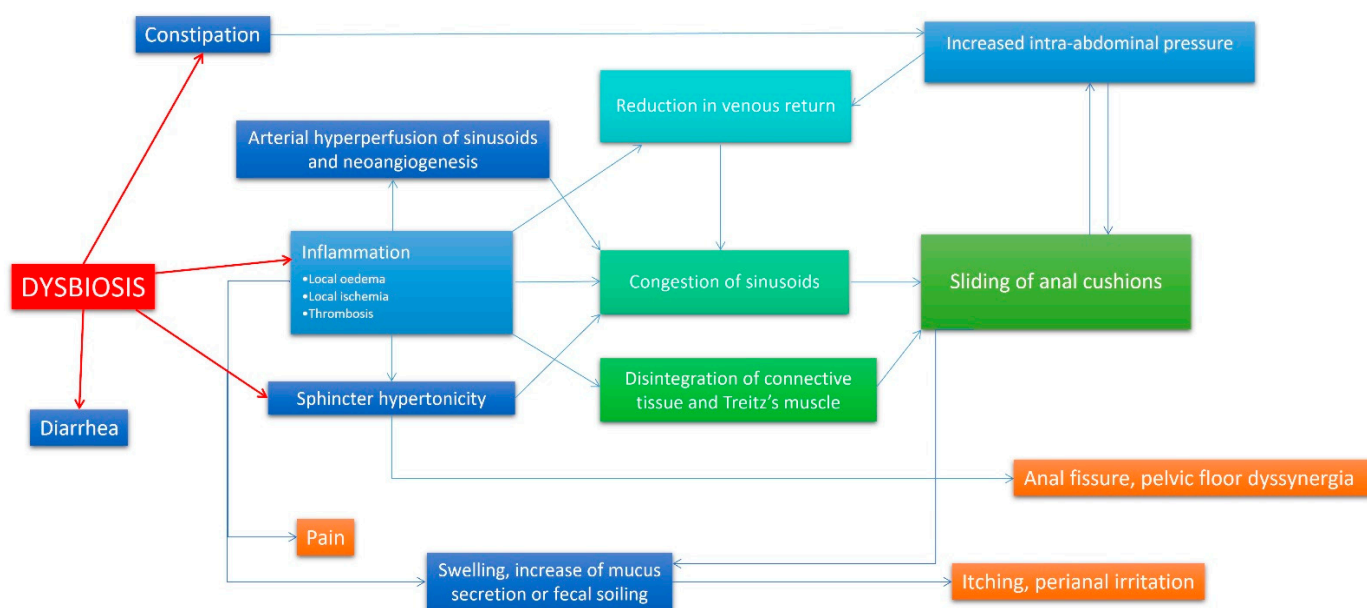 Constipation
Increased intra-abdominal pressure
Reduction in venous return
Arterial hyperperfusion of sinusoids
and neoangiogenesis
Inflammation
•Local oedema
•Local ischemia
•Thrombosis
DYSBIOSIS
Congestion of sinusoids
Sliding of anal cushions
Sphincter hypertonicity
Disintegration of connective
tissue and Treitz’s muscle
Diarrhea
Anal fissure, pelvic floor dyssynergia
Pain
Swelling, increase of mucus
secretion or fecal soiling
Itching, perianal irritation